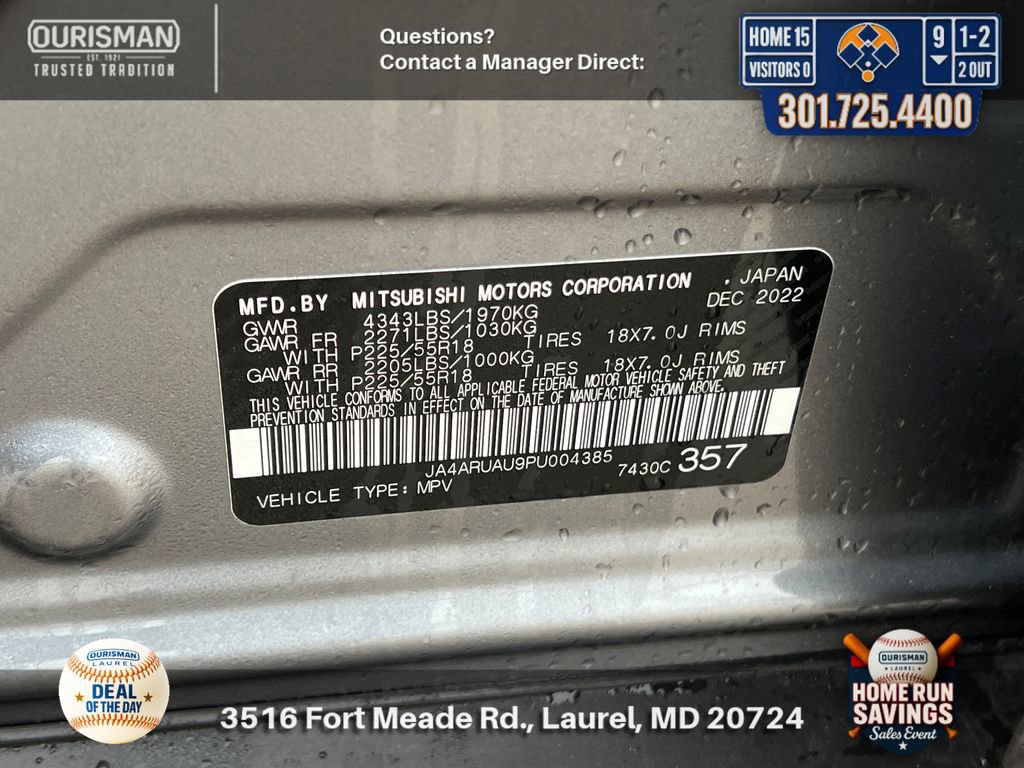 OURISMAN
EST. 1921
TRUSTED TRADITION
Questions?
Contact a Manager Direct:
HOME 15
VISITORS 0
9
1-2
2 OUT
301.725.4400
MFD.BY MITSUBISHI MOTORS CORPORATION , JAPAN
GVWR 4343LBS/1970KG DEC 2022
GAWR FR 2271LBS/1030KG
WITH P225/55R18 TIRES 18X7.0J RIMS
GAWR RR 2205LBS/1000KG
WITH P225/55R18 TIRES 18X7.0J RIMS
THIS VEHICLE CONFORMS TO ALL APPLICABLE FEDERAL MOTOR VEHICLE SAFETY AND THEFT
PREVENTION STANDARDS IN EFFECT ON THE DATE OF MANUFACTURE SHOWN ABOVE.
JA4ARUAU9PU004385 7430C 357
VEHICLE TYPE: MPV
OURISMAN
LAUREL
DEAL
OF THE DAY
3516 Fort Meade Rd., Laurel, MD 20724
OURISMAN
LAUREL
HOME RUN
SAVINGS
Sales Event